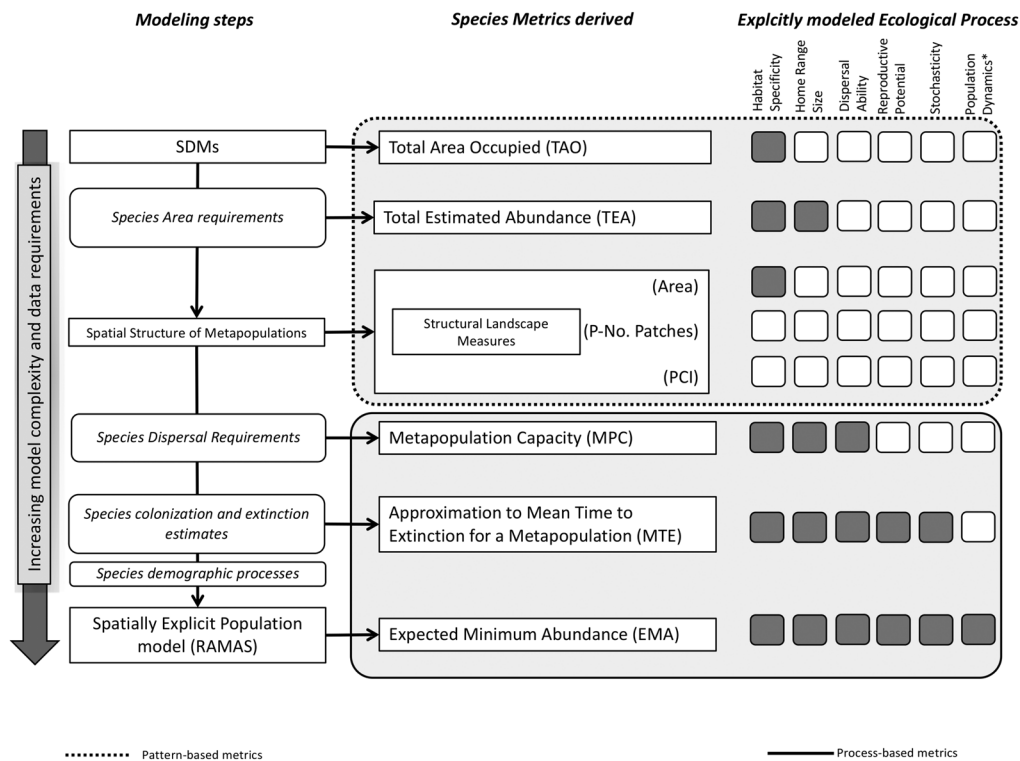 Modeling steps
Species Metrics derived
Explcitly modeled Ecological Process
Habitat
Specificity
Home Range
Size
Dispersal
Ability
Reproductive
Potential
Stochasticity
Population
Dynamics*
Increasing model complexity and data requirements
SDMs
Total Area Occupied (TAO)
Species Area requirements
Total Estimated Abundance (TEA)
Spatial Structure of Metapopulations
(Area)
Structural Landscape
Measures
(P-No. Patches)
(PCI)
Species Dispersal Requirements
Metapopulation Capacity (MPC)
Species colonization and extinction
estimates
Approximation to Mean Time to
Extinction for a Metapopulation (MTE)
Species demographic processes
Spatially Explicit Population
model (RAMAS)
Expected Minimum Abundance (EMA)
Pattern-based metrics
Process-based metrics